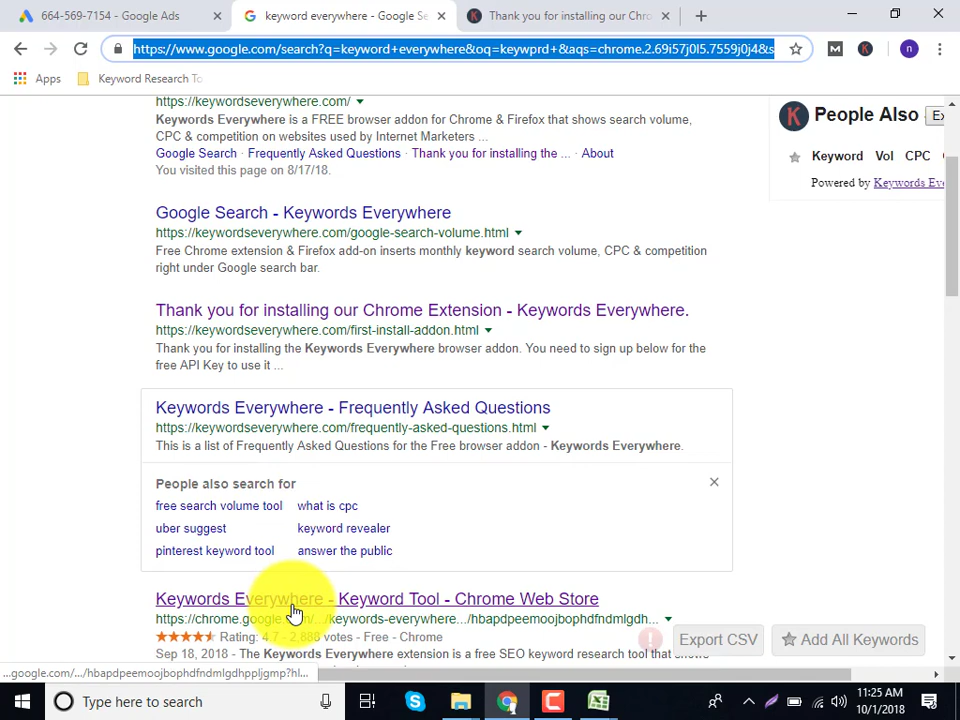 664-569-7154 - Google Ads
keyword everywhere - Google Se
Thank you for installing our Chro
https://www.google.com/search?q=keyword+everywhere&oq=keywprd+&aqs=chrome.2.69i57j0l5.7559j0j4&s
Apps
Keyword Research To
https://keywordseverywhere.com/
Keywords Everywhere is a FREE browser addon for Chrome & Firefox that shows search volume,
CPC & competition on websites used by Internet Marketers ...
Google Search · Frequently Asked Questions · Thank you for installing the ... · About
You visited this page on 8/17/18.
People Also
Ex
Keyword Vol CPC
Powered by Keywords Eve
Google Search - Keywords Everywhere
https://keywordseverywhere.com/google-search-volume.html
Free Chrome extension & Firefox add-on inserts monthly keyword search volume, CPC & competition
right under Google search bar.
Thank you for installing our Chrome Extension - Keywords Everywhere.
https://keywordseverywhere.com/first-install-addon.html
Thank you for installing the Keywords Everywhere browser addon. You need to sign up below for the
free API Key to use it ...
Keywords Everywhere - Frequently Asked Questions
https://keywordseverywhere.com/frequently-asked-questions.html
This is a list of Frequently Asked Questions for the Free browser addon - Keywords Everywhere.
People also search for
free search volume tool what is cpc
uber suggest keyword revealer
pinterest keyword tool answer the public
Keywords Everywhere - Keyword Tool - Chrome Web Store
https://chrome.google.com/.../keywords-everywhere.../hbapdpeemoojbophdfndmlgdh...
Rating: 4.7 - 2,888 votes - Free - Chrome
Sep 18, 2018 - The Keywords Everywhere extension is a free SEO keyword research tool that shows
Export CSV
Add All Keywords
...google.com/.../hbapdpeemoojbophdfndmlgdhppljgmp?hl...
Type here to search
11:25 AM
10/1/2018